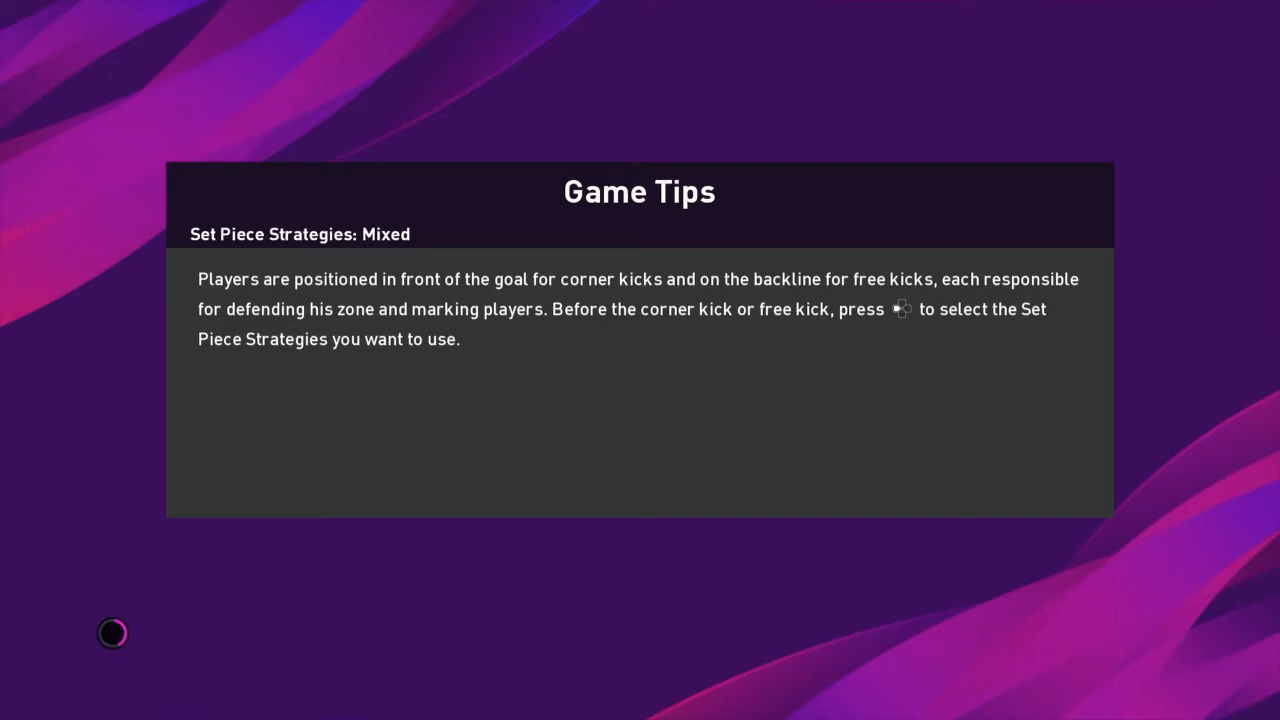 Game Tips
Set Piece Strategies: Mixed
Players are positioned in front of the goal for corner kicks and on the backline for free kicks, each responsible
for defending his zone and marking players. Before the corner kick or free kick, press to select the Set
Piece Strategies you want to use.